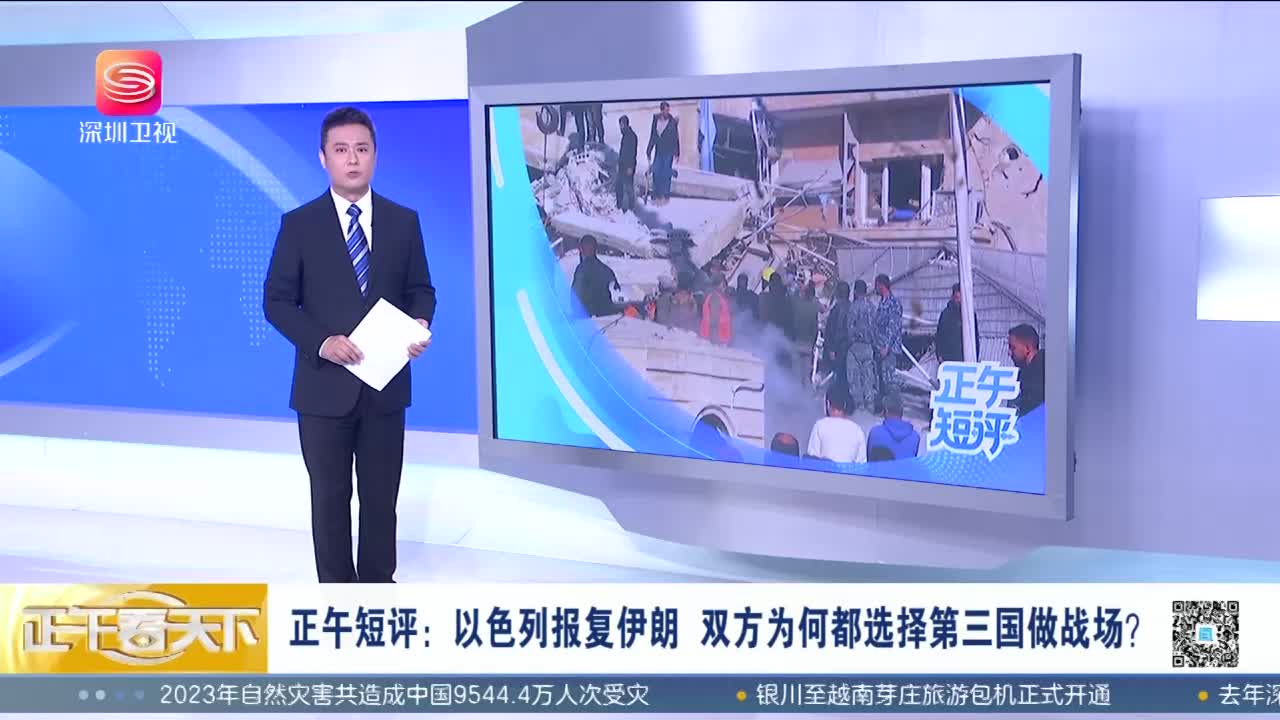 深圳卫视
正午
短评
正午看天下
正午短评：以色列报复伊朗 双方为何都选择第三国做战场？
2023年自然灾害共造成中国9544.4万人次受灾 银川至越南芽庄旅游包机正式开通 去年深